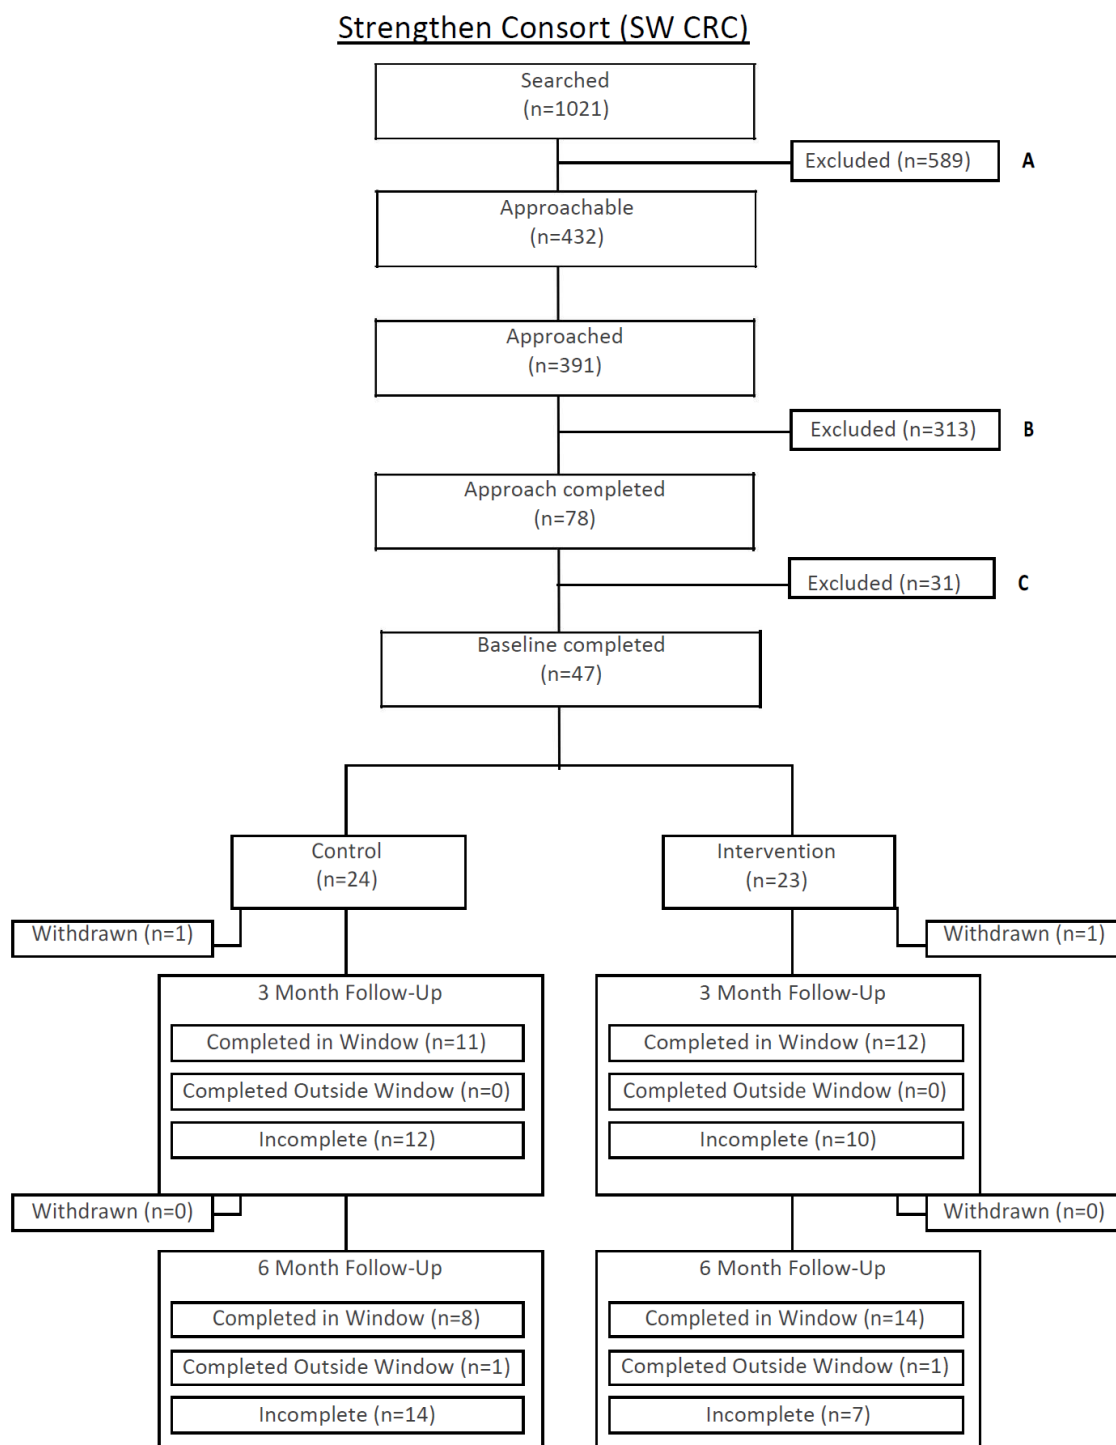 Strengthen Consort (SW CRC)
Searched
(n=1021)
Excluded (n=589)
A
Approachable
(n=432)
Approached
(n=391)
Excluded (n=313)
B
Approach completed
(n=78)
Excluded (n=31)
C
Baseline completed
(n=47)
Control
(n=24)
Intervention
(n=23)
Withdrawn (n=1)
Withdrawn (n=1)
3 Month Follow-Up
Completed in Window (n=11)
Completed Outside Window (n=0)
Incomplete (n=12)
3 Month Follow-Up
Completed in Window (n=12)
Completed Outside Window (n=0)
Incomplete (n=10)
Withdrawn (n=0)
Withdrawn (n=0)
6 Month Follow-Up
Completed in Window (n=8)
Completed Outside Window (n=1)
Incomplete (n=14)
6 Month Follow-Up
Completed in Window (n=14)
Completed Outside Window (n=1)
Incomplete (n=7)